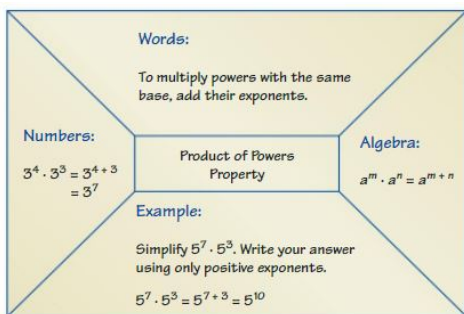 Words:
To multiply powers with the same
base, add their exponents.
Numbers:
3⁴ · 3³ = 3⁴ ⁺ ³
= 3⁷
Product of Powers
Property
Algebra:
aᵐ · aⁿ = aᵐ ⁺ ⁿ
Example:
Simplify 5⁷ · 5³. Write your answer
using only positive exponents.
5⁷ · 5³ = 5⁷ ⁺ ³ = 5¹⁰